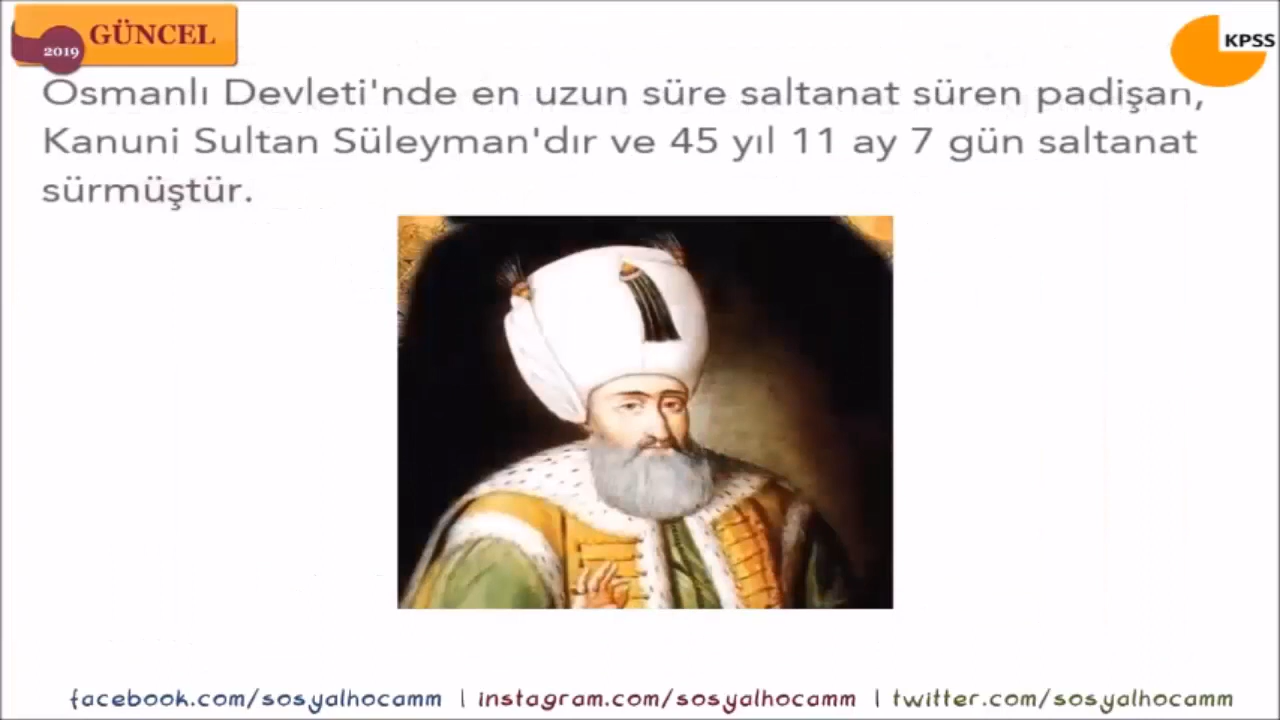 GÜNCEL
2019
KPSS
Osmanlı Devleti'nde en uzun süre saltanat süren padişah,
Kanuni Sultan Süleyman'dır ve 45 yıl 11 ay 7 gün saltanat
sürmüştür.
facebook.com/sosyalhocamm | instagram.com/sosyalhocamm | twitter.com/sosyalhocamm